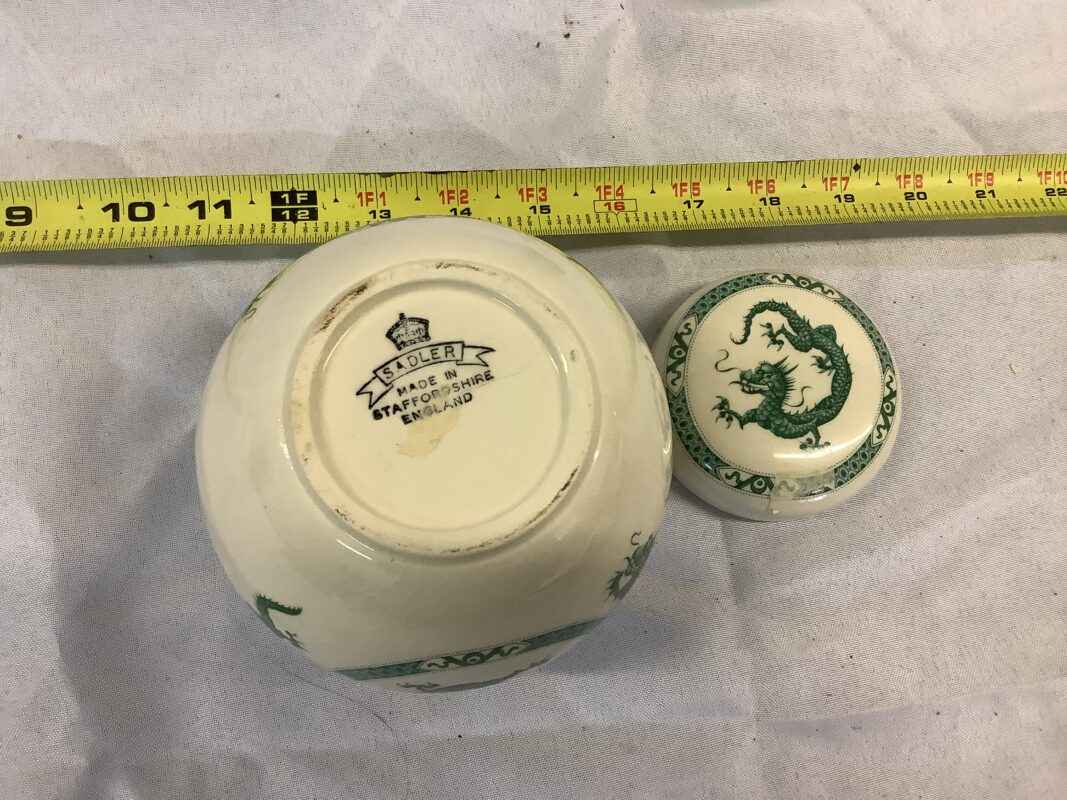 1F 1F1 1F2 1F3 1F4 1F5 1F6 1F7 1F8 1F9 1F10
9 10 11 12 13 14 15 16 17 18 19 20 21 22
SADLER
MADE IN
STAFFORDSHIRE
ENGLAND